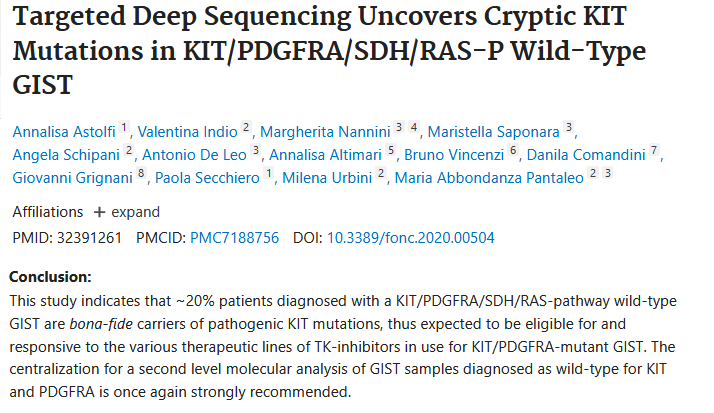 Targeted Deep Sequencing Uncovers Cryptic KIT
Mutations in KIT/PDGFRA/SDH/RAS-P Wild-Type
GIST
Annalisa Astolfi 1, Valentina Indio 2, Margherita Nannini 3 4, Maristella Saponara 3,
Angela Schipani 2, Antonio De Leo 3, Annalisa Altimari 5, Bruno Vincenzi 6, Danila Comandini 7,
Giovanni Grignani 8, Paola Secchiero 1, Milena Urbini 2, Maria Abbondanza Pantaleo 2 3
Affiliations + expand
PMID: 32391261 PMCID: PMC7188756 DOI: 10.3389/fonc.2020.00504
Conclusion:
This study indicates that ~20% patients diagnosed with a KIT/PDGFRA/SDH/RAS-pathway wild-type
GIST are bona-fide carriers of pathogenic KIT mutations, thus expected to be eligible for and
responsive to the various therapeutic lines of TK-inhibitors in use for KIT/PDGFRA-mutant GIST. The
centralization for a second level molecular analysis of GIST samples diagnosed as wild-type for KIT
and PDGFRA is once again strongly recommended.